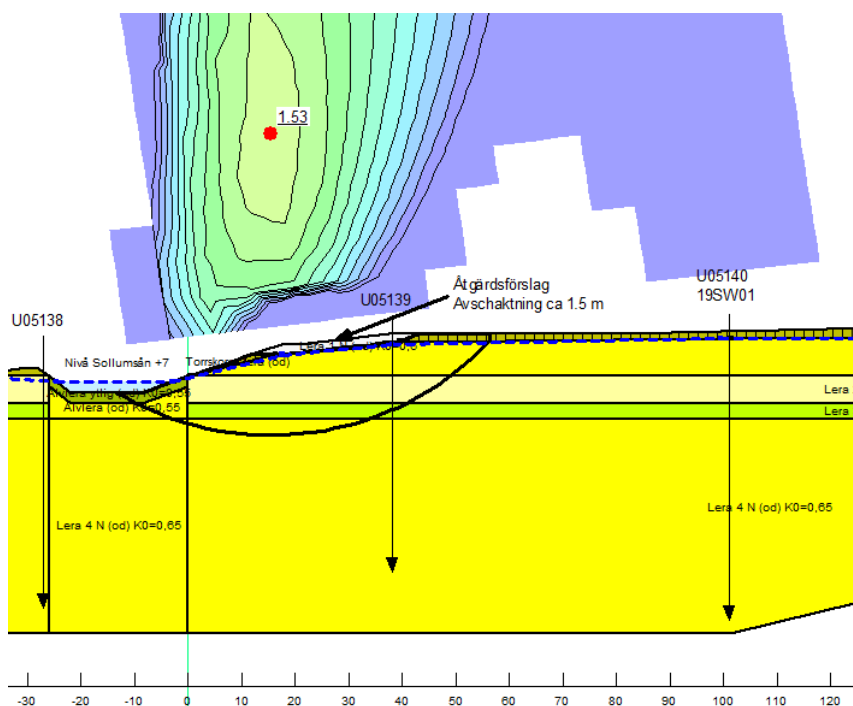 1.53
Åtgärdsförslag
Avschaktning ca 1.5 m
U05140
19SW01
U05139
U05138
Nivå Sollumsån +7
Torrskorpelera (od)
Lera
Älvlera (od) K0=0,55
Lera
Lera 4 N (od) K0=0,65
Lera 4 N (od) K0=0,65
-30 -20 -10 0 10 20 30 40 50 60 70 80 90 100 110 120